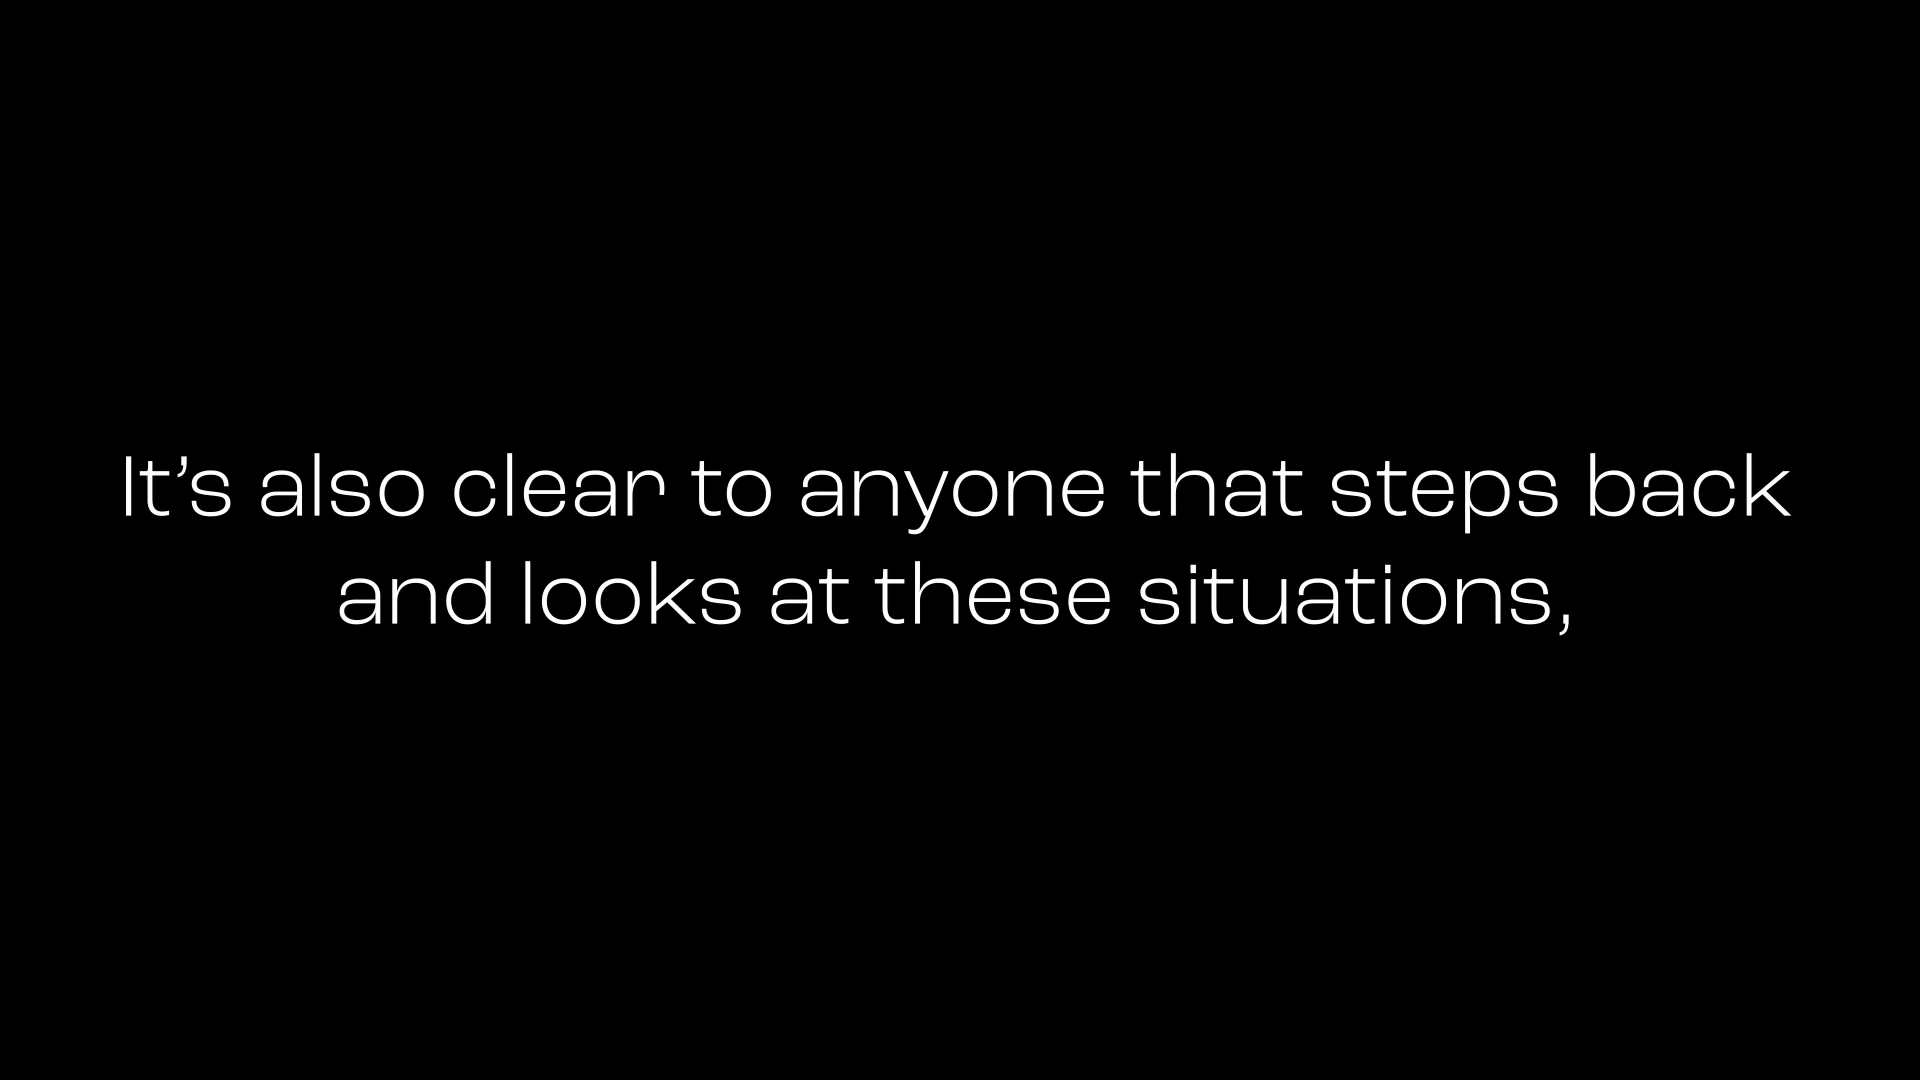 It’s also clear to anyone that steps back
and looks at these situations,